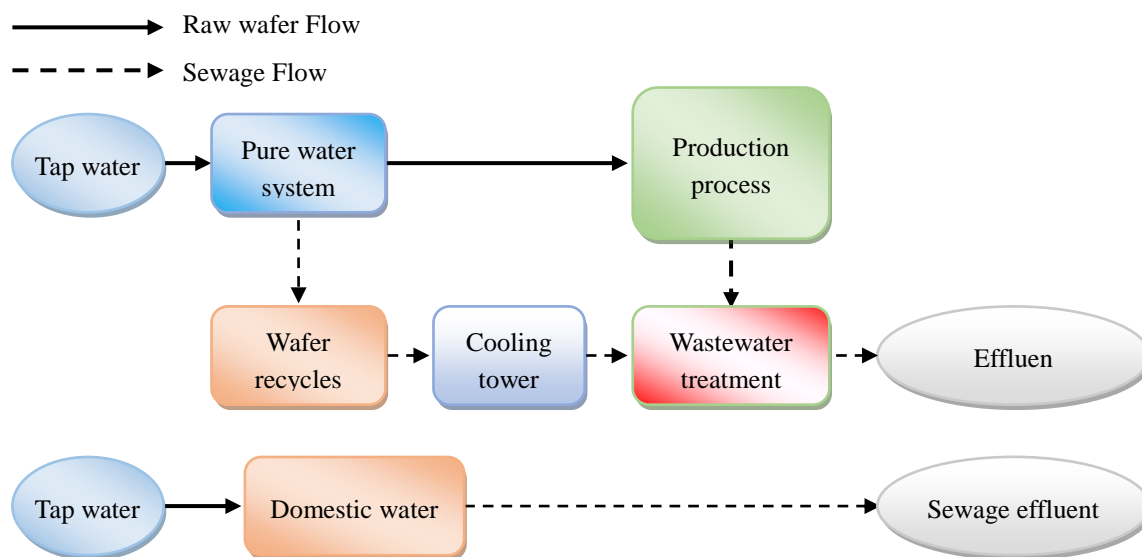 Raw wafer Flow
Sewage Flow
Tap water
Pure water
system
Production
process
Wafer
recycles
Cooling
tower
Wastewater
treatment
Effluen
Tap water
Domestic water
Sewage effluent